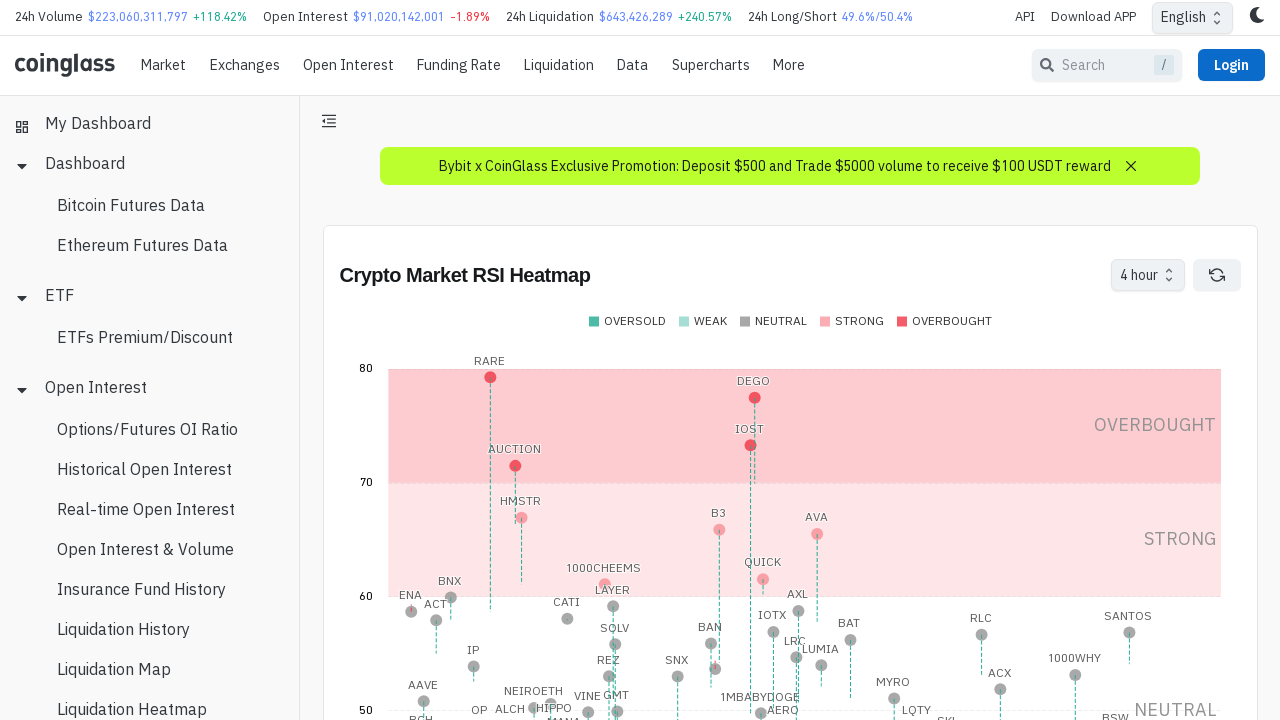 24h Volume $223,060,311,797 +118.42% Open Interest $91,020,142,001 -1.89% 24h Liquidation $643,426,289 +240.57% 24h Long/Short 49.6%/50.4% API Download APP English
coinglass Market Exchanges Open Interest Funding Rate Liquidation Data Supercharts More Search / Login
My Dashboard
Dashboard
Bitcoin Futures Data
Ethereum Futures Data
ETF
ETFs Premium/Discount
Open Interest
Options/Futures OI Ratio
Historical Open Interest
Real-time Open Interest
Open Interest & Volume
Insurance Fund History
Liquidation History
Liquidation Map
Liquidation Heatmap
Bybit x CoinGlass Exclusive Promotion: Deposit $500 and Trade $5000 volume to receive $100 USDT reward
Crypto Market RSI Heatmap 4 hour
OVERSOLD WEAK NEUTRAL STRONG OVERBOUGHT
RARE
80
DEGO
OVERBOUGHT
IOST
AUCTION
70
HMSTR
B3
AVA
STRONG
QUICK
1000CHEEMS
BNX
LAYER
ENA
60
AXL
CATI
ACT
IOTX
SANTOS
RLC
BAT
BAN
SOLV
LRC
LUMIA
IP
REZ
SNX
1000WHY
ACX
MYRO
AAVE
NEIROETH
VINE
GMT
1MBABYDOGE
OP
ALCH
HIPPO
AERO
LQTY
50
NEUTRAL
BSW